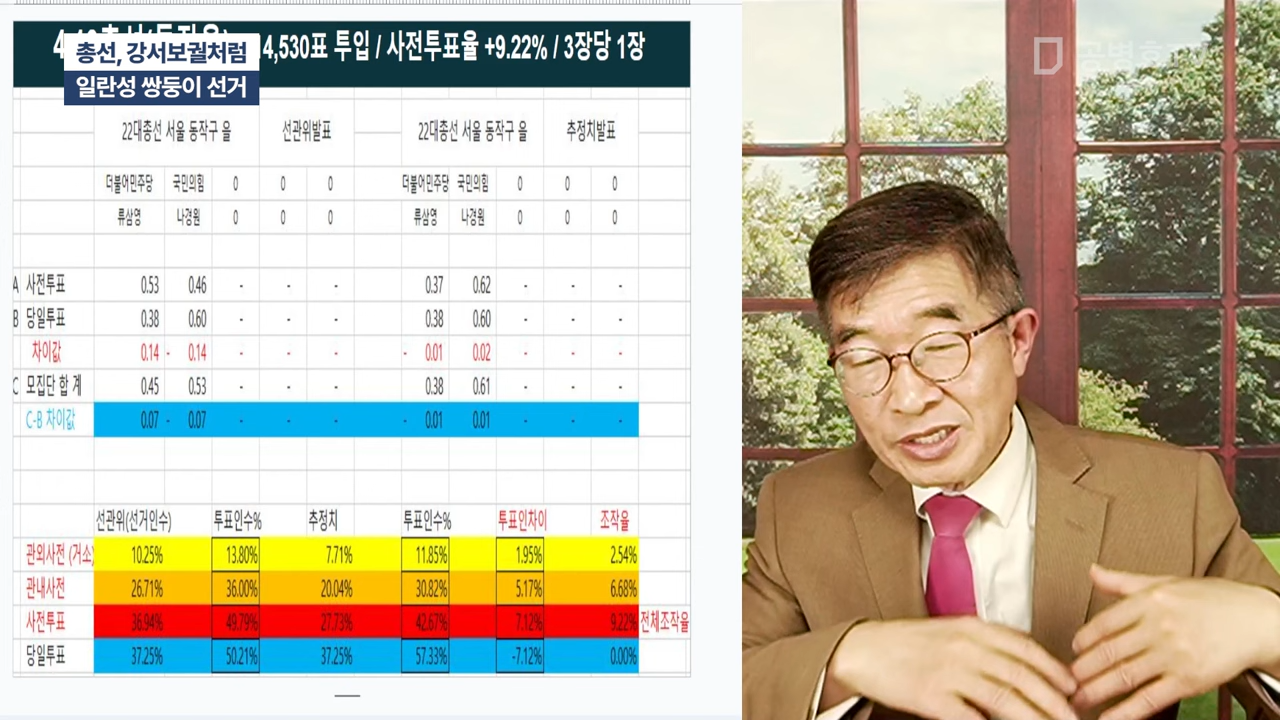 총선, 강서보궐처럼
일란성 쌍둥이 선거
4,530표 투입 / 사전투표율 +9.22% / 3장당 1장
22대총선 서울 동작구 을 선관위발표 22대총선 서울 동작구 을 추정치발표
더불어민주당 국민의힘 0 0 0 더불어민주당 국민의힘 0 0 0
류삼영 나경원 0 0 0 류삼영 나경원 0 0 0
A 사전투표 0.53 0.46 - - - 0.37 0.62 - - -
B 당일투표 0.38 0.60 - - - 0.38 0.60 - - -
차이값 0.14 - 0.14 - - - - 0.01 0.02 - - -
C 모집단 합 계 0.45 0.53 - - - 0.38 0.61 - - -
C-B 차이값 0.07 - 0.07 - - - - 0.01 0.01 - - -
선관위(선거인수) 투표인수% 추정치 투표인수% 투표인차이 조작율
관외사전 (거소) 10.25% 13.80% 7.71% 11.85% 1.95% 2.54%
관내사전 26.71% 36.00% 20.04% 30.82% 5.17% 6.68%
사전투표 36.94% 49.79% 27.73% 42.67% 7.12% 9.22% 전체조작율
당일투표 37.25% 50.21% 37.25% 57.33% -7.12% 0.00%